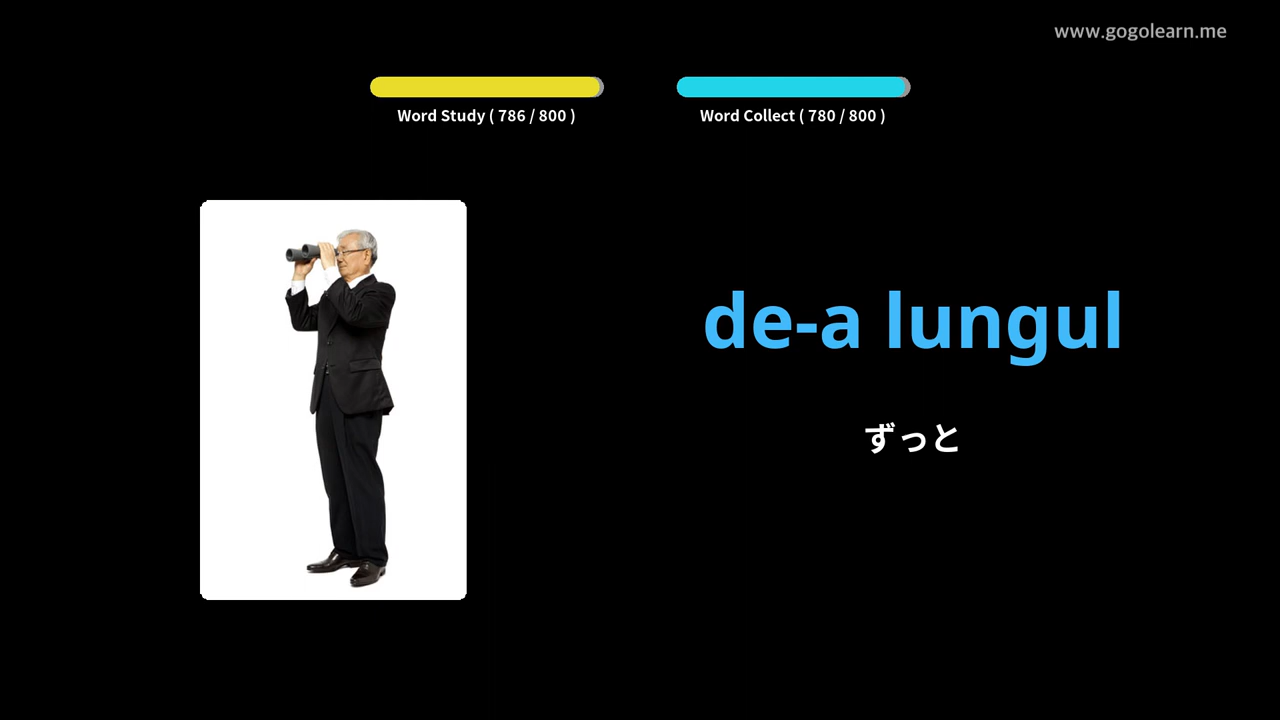 www.gogolearn.me
Word Study ( 786 / 800 )
Word Collect ( 780 / 800 )
de-a lungul
ずっと